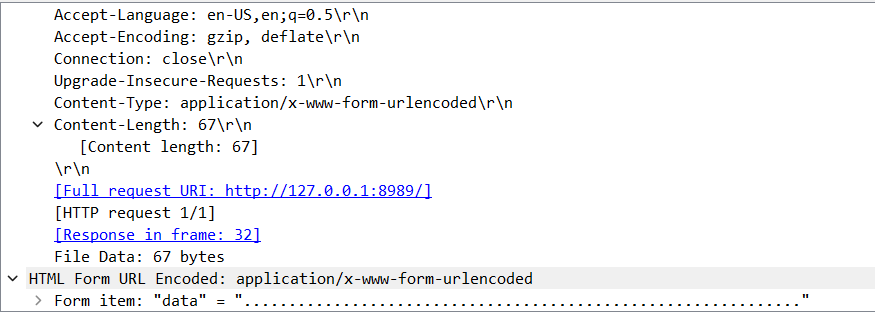 Accept-Language: en-US,en;q=0.5\r\n
Accept-Encoding: gzip, deflate\r\n
Connection: close\r\n
Upgrade-Insecure-Requests: 1\r\n
Content-Type: application/x-www-form-urlencoded\r\n
Content-Length: 67\r\n
[Content length: 67]
\r\n
[Full request URI: http://127.0.0.1:8989/]
[HTTP request 1/1]
[Response in frame: 32]
File Data: 67 bytes
HTML Form URL Encoded: application/x-www-form-urlencoded
Form item: "data" = ".............................................................."